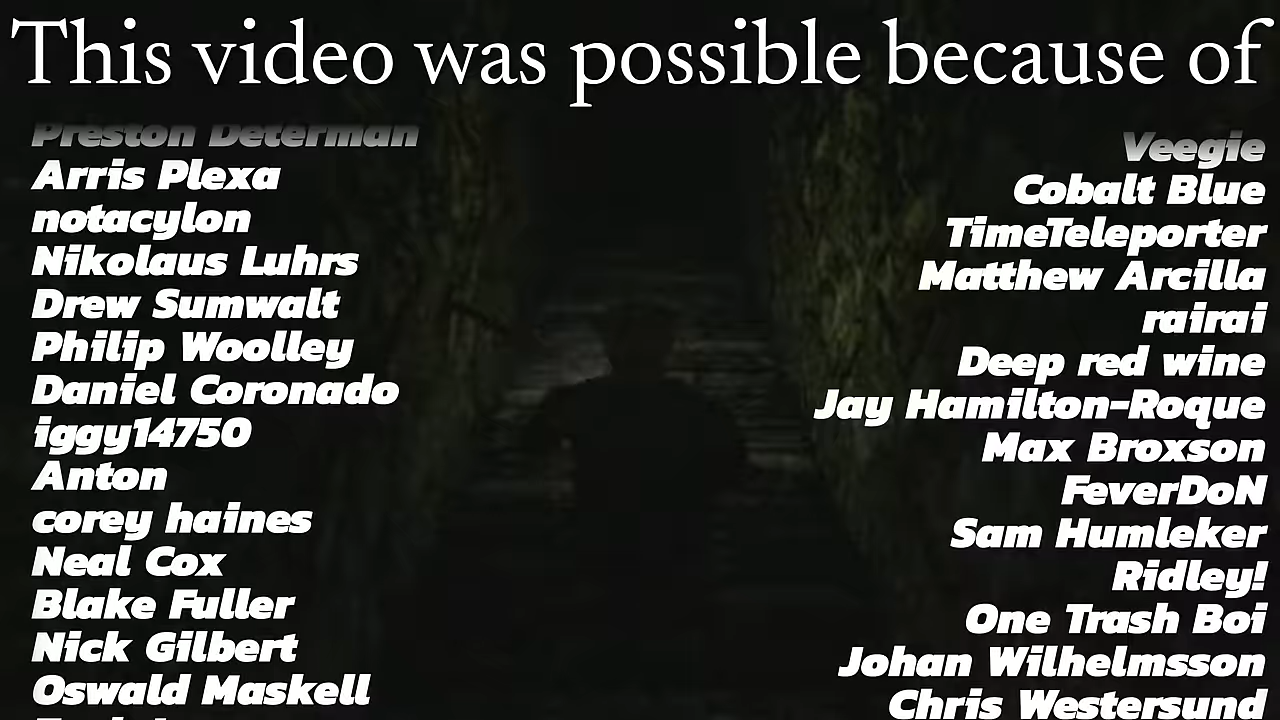 This video was possible because of
Preston Determan
Arris Plexa
notacylon
Nikolaus Luhrs
Drew Sumwalt
Philip Woolley
Daniel Coronado
iggy14750
Anton
corey haines
Neal Cox
Blake Fuller
Nick Gilbert
Oswald Maskell
Veegie
Cobalt Blue
TimeTeleporter
Matthew Arcilla
rairai
Deep red wine
Jay Hamilton-Roque
Max Broxson
FeverDoN
Sam Humleker
Ridley!
One Trash Boi
Johan Wilhelmsson
Chris Westersund